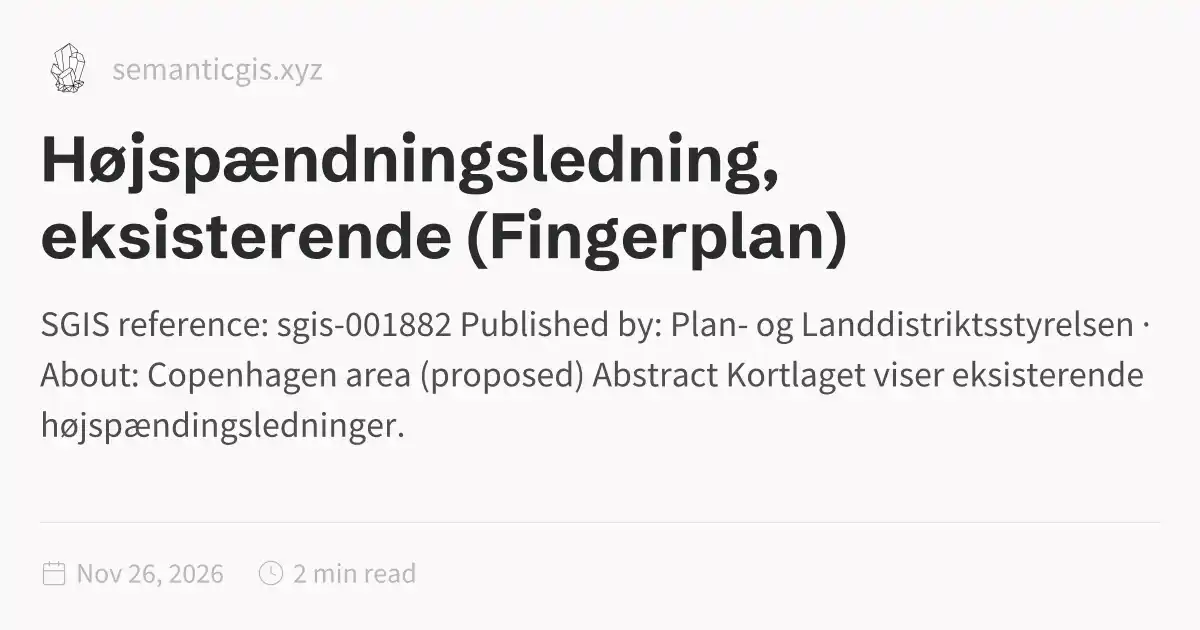 semanticgis.xyz
Højspændningsledning,
eksisterende (Fingerplan)
SGIS reference: sgis-001882 Published by: Plan- og Landdistriktsstyrelsen ·
About: Copenhagen area (proposed) Abstract Kortlaget viser eksisterende
højspændingsledninger.
Nov 26, 2026 2 min read